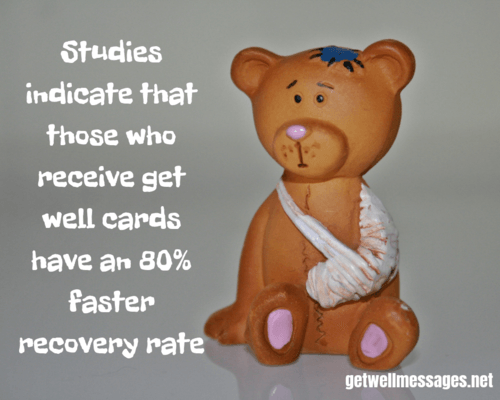 Studies
indicate that
those who
receive get
well cards
have an 80%
faster
recovery rate
getwellmessages.net